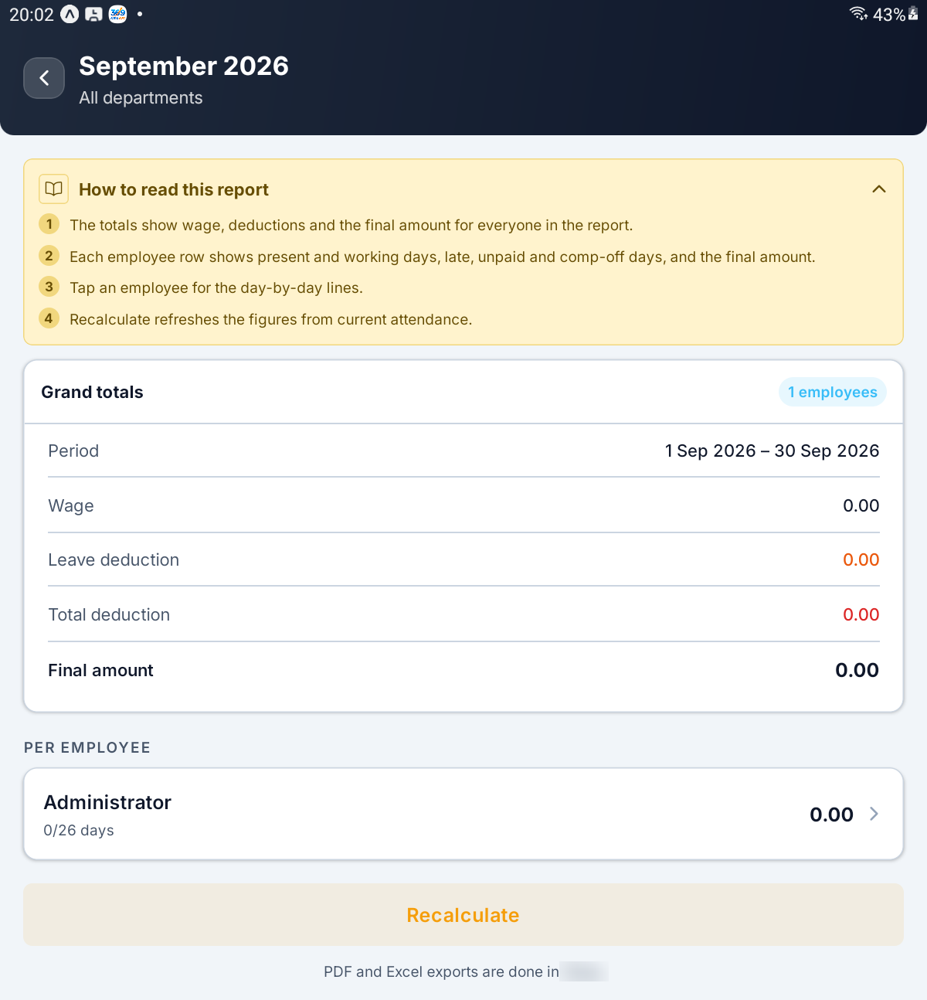 20:02
43%
September 2026
All departments
How to read this report
1 The totals show wage, deductions and the final amount for everyone in the report.
2 Each employee row shows present and working days, late, unpaid and comp-off days, and the final amount.
3 Tap an employee for the day-by-day lines.
4 Recalculate refreshes the figures from current attendance.
Grand totals
1 employees
Period 1 Sep 2026 – 30 Sep 2026
Wage 0.00
Leave deduction 0.00
Total deduction 0.00
Final amount 0.00
PER EMPLOYEE
Administrator
0/26 days
0.00
Recalculate
PDF and Excel exports are done in